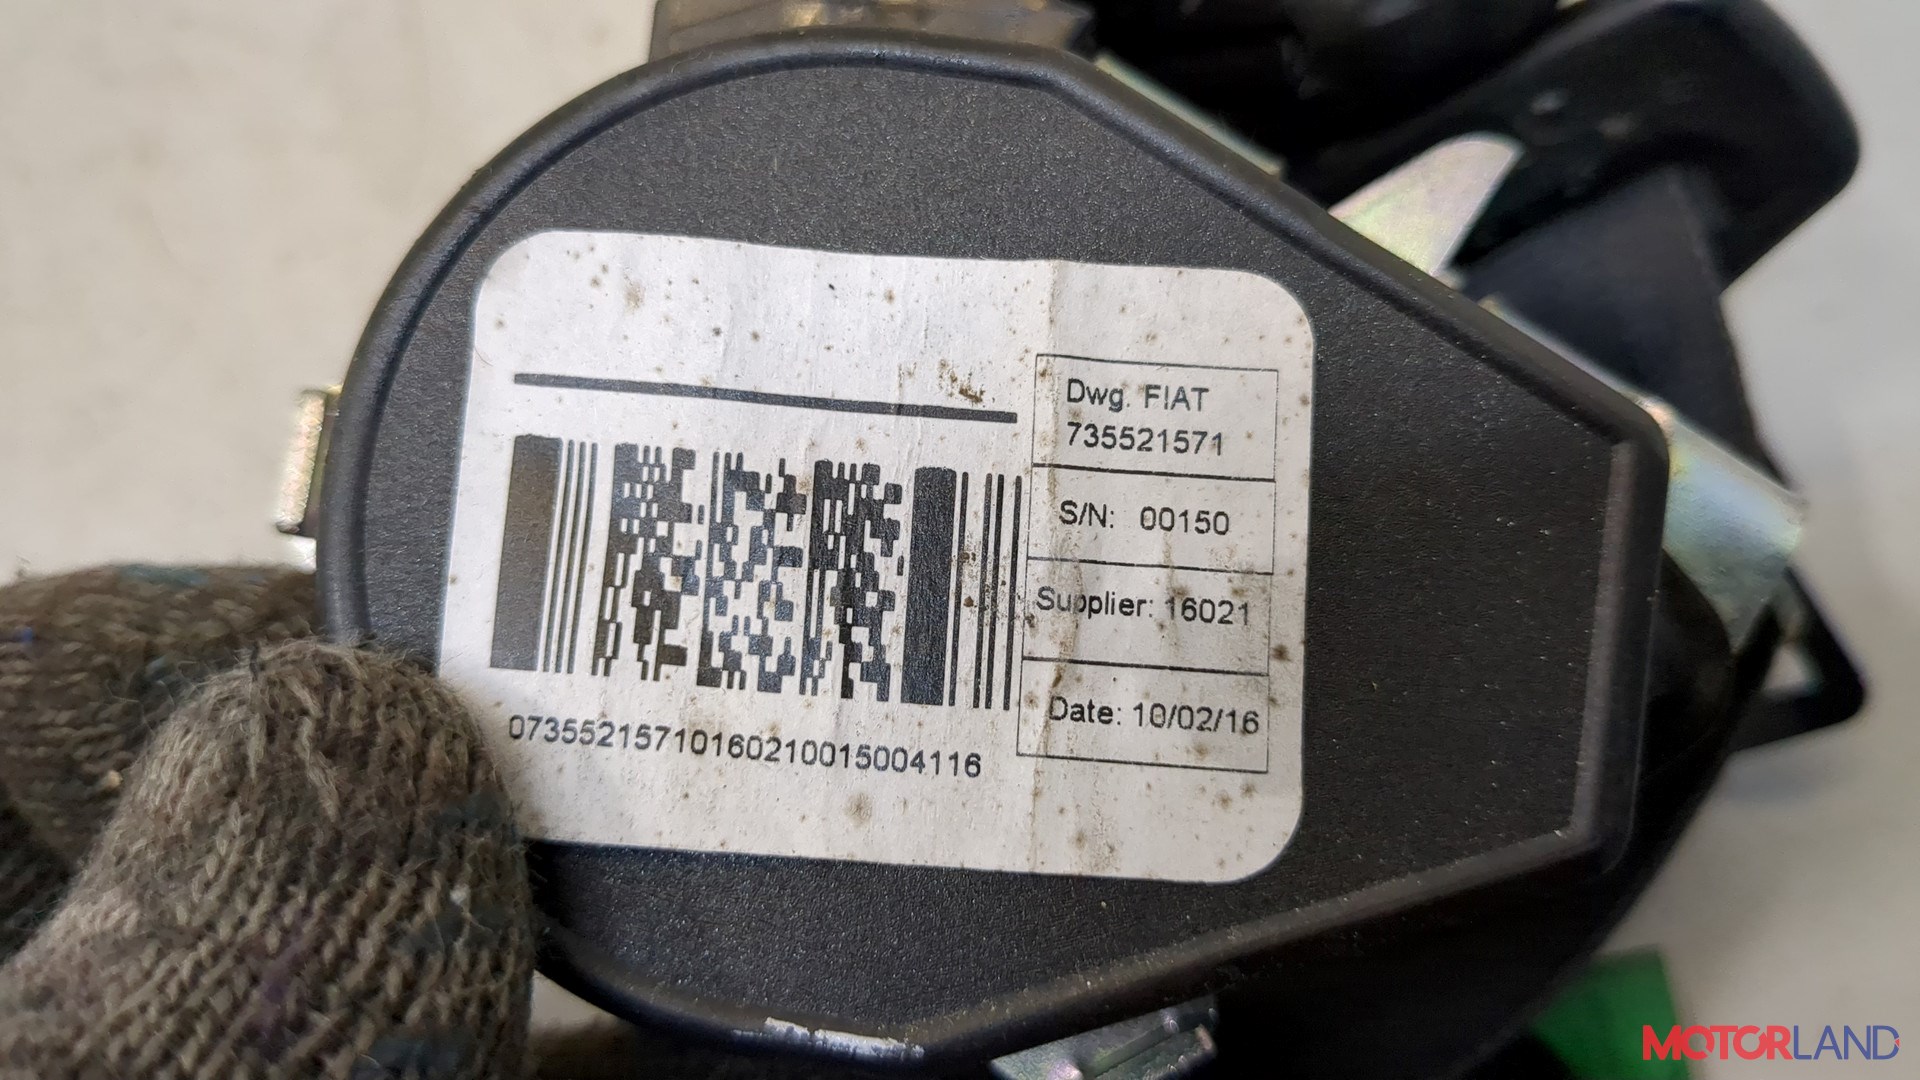 Dwg. FIAT
735521571
S/N: 00150
Supplier: 16021
Date: 10/02/16
07355215710160210015004116
MOTORLAND